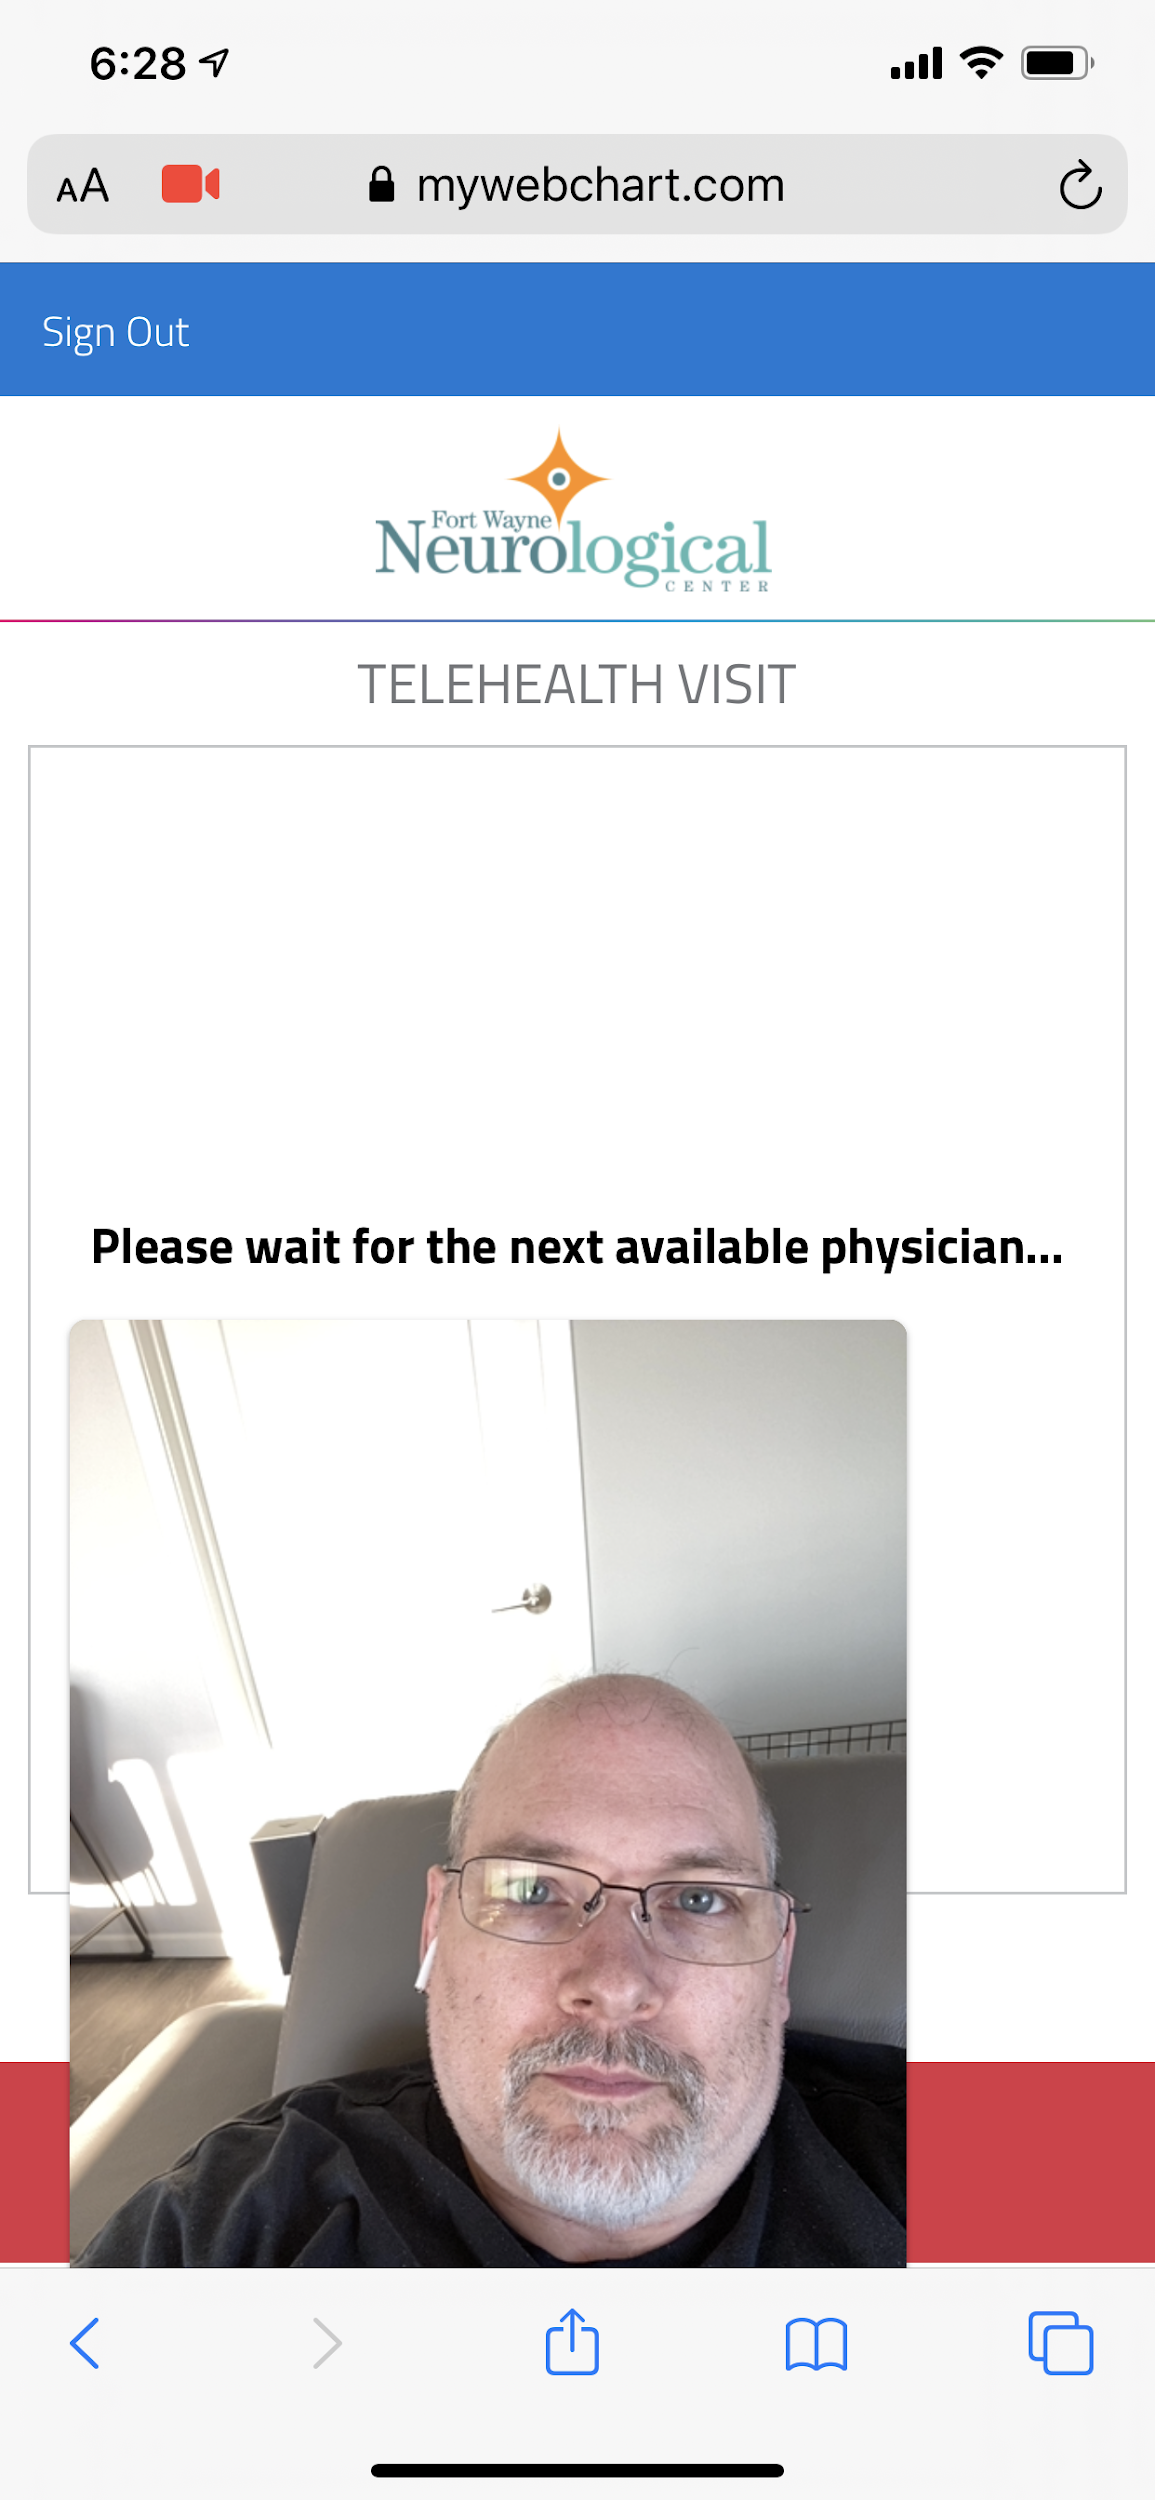 6:28
AA mywebchart.com
Sign Out
Fort Wayne
Neurological
CENTER
TELEHEALTH VISIT
Please wait for the next available physician...